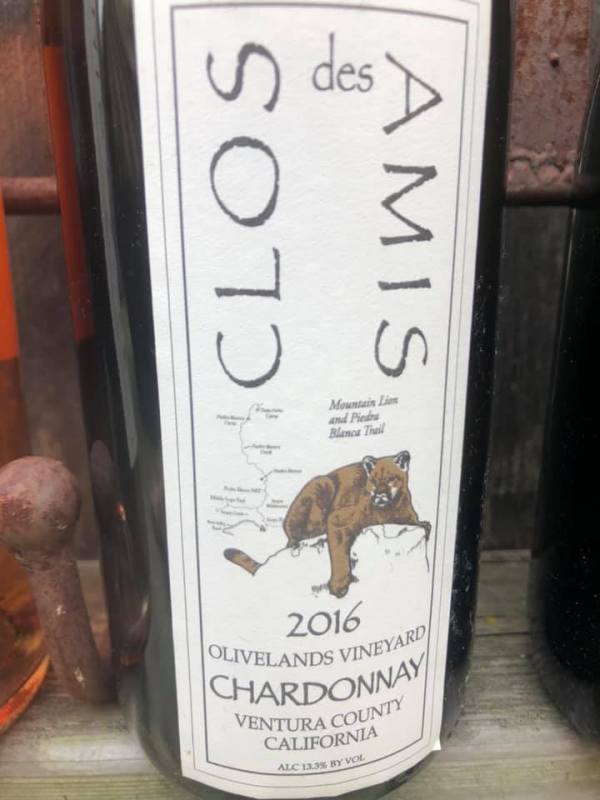 CLOS
des
AMIS
Mountain Lion
and Piedra
Blanca Trail
2016
OLIVELANDS VINEYARD
CHARDONNAY
VENTURA COUNTY
CALIFORNIA
ALC 13.3% BY VOL